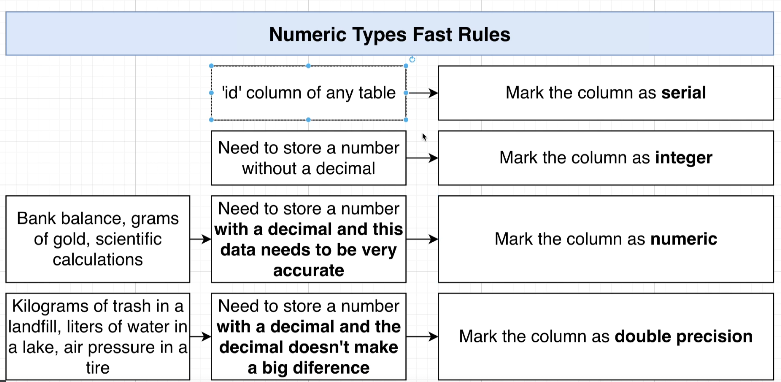 Numeric Types Fast Rules
'id' column of any table
Mark the column as serial
Need to store a number
without a decimal
Mark the column as integer
Bank balance, grams
of gold, scientific
calculations
Need to store a number
with a decimal and this
data needs to be very
accurate
Mark the column as numeric
Kilograms of trash in a
landfill, liters of water in
a lake, air pressure in a
tire
Need to store a number
with a decimal and the
decimal doesn't make
a big diference
Mark the column as double precision